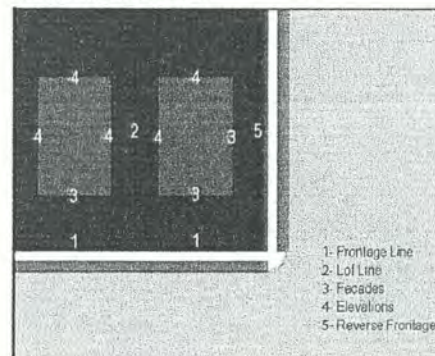 4 4
4 4 2 4 3 5
3 3
1 1
1- Frontage Line
2- Lot Line
3- Facades
4- Elevations
5- Reverse Frontage